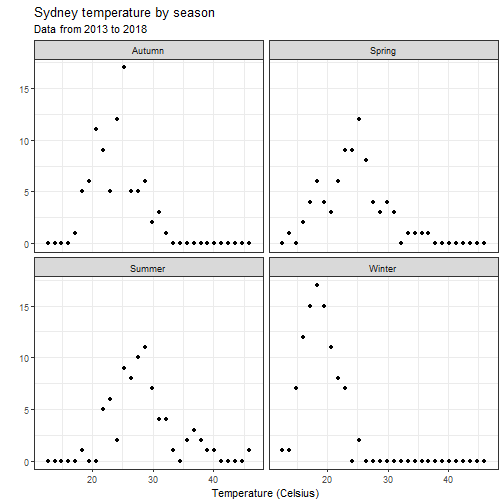 Sydney temperature by season
Data from 2013 to 2018
Autumn
Spring
15
10
5
0
Summer
Winter
15
10
5
0
20
30
40
20
30
40
Temperature (Celsius)